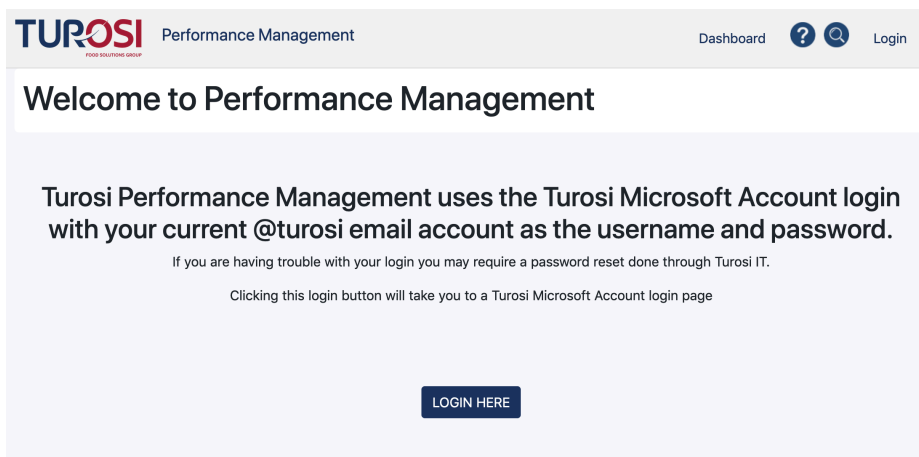 TUROSI
FOOD SOLUTIONS GROUP
Performance Management
Dashboard
?
Login
Welcome to Performance Management
Turosi Performance Management uses the Turosi Microsoft Account login
with your current @turosi email account as the username and password.
If you are having trouble with your login you may require a password reset done through Turosi IT.
Clicking this login button will take you to a Turosi Microsoft Account login page
LOGIN HERE